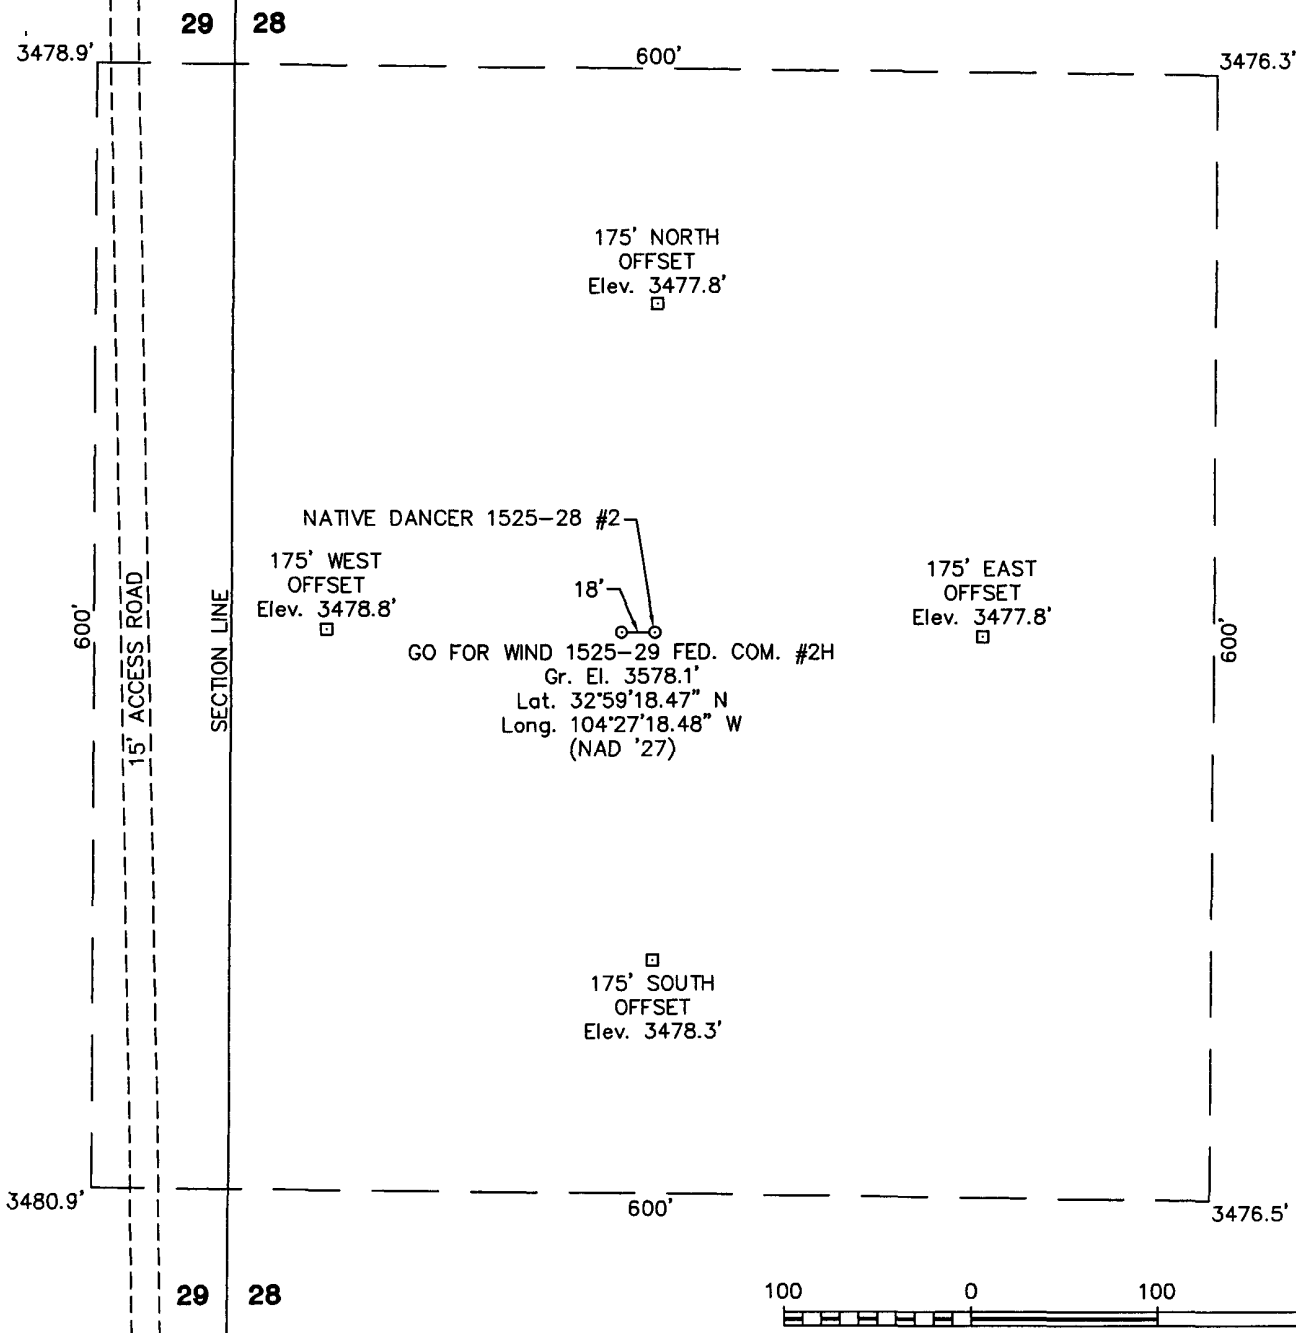 29 28
3478.9'
600'
3476.3'
175' NORTH
OFFSET
Elev. 3477.8'
NATIVE DANCER 1525-28 #2
175' WEST
OFFSET
Elev. 3478.8'
18'
175' EAST
OFFSET
Elev. 3477.8'
600'
15' ACCESS ROAD
SECTION LINE
600'
GO FOR WIND 1525-29 FED. COM. #2H
Gr. El. 3578.1'
Lat. 32°59'18.47" N
Long. 104°27'18.48" W
(NAD '27)
175' SOUTH
OFFSET
Elev. 3478.3'
3480.9'
600'
3476.5'
29 28
100 0 100